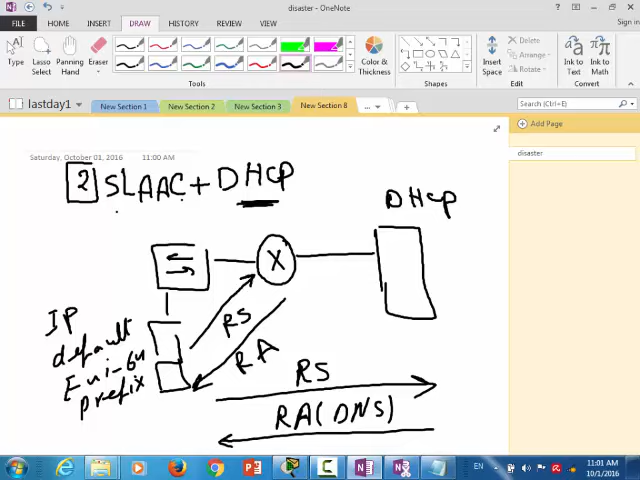 disaster - OneNote
FILE HOME INSERT DRAW HISTORY REVIEW VIEW
Sign in
Type
Lasso Select
Panning Hand
Eraser
Color & Thickness
Insert Space
Delete
Arrange
Rotate
Ink to Text
Ink to Math
Tools
Shapes
Edit
Convert
lastday1 New Section 1 New Section 2 New Section 3 New Section 8 ... +
Search (Ctrl+E)
Add Page
disaster
Saturday, October 01, 2016 11:00 AM
2 SLAAC + DHCP
DHCP
X
IP
default
Eui-64
prefix
RS
RA
RS
RA(DNS)
EN
11:01 AM
10/1/2016